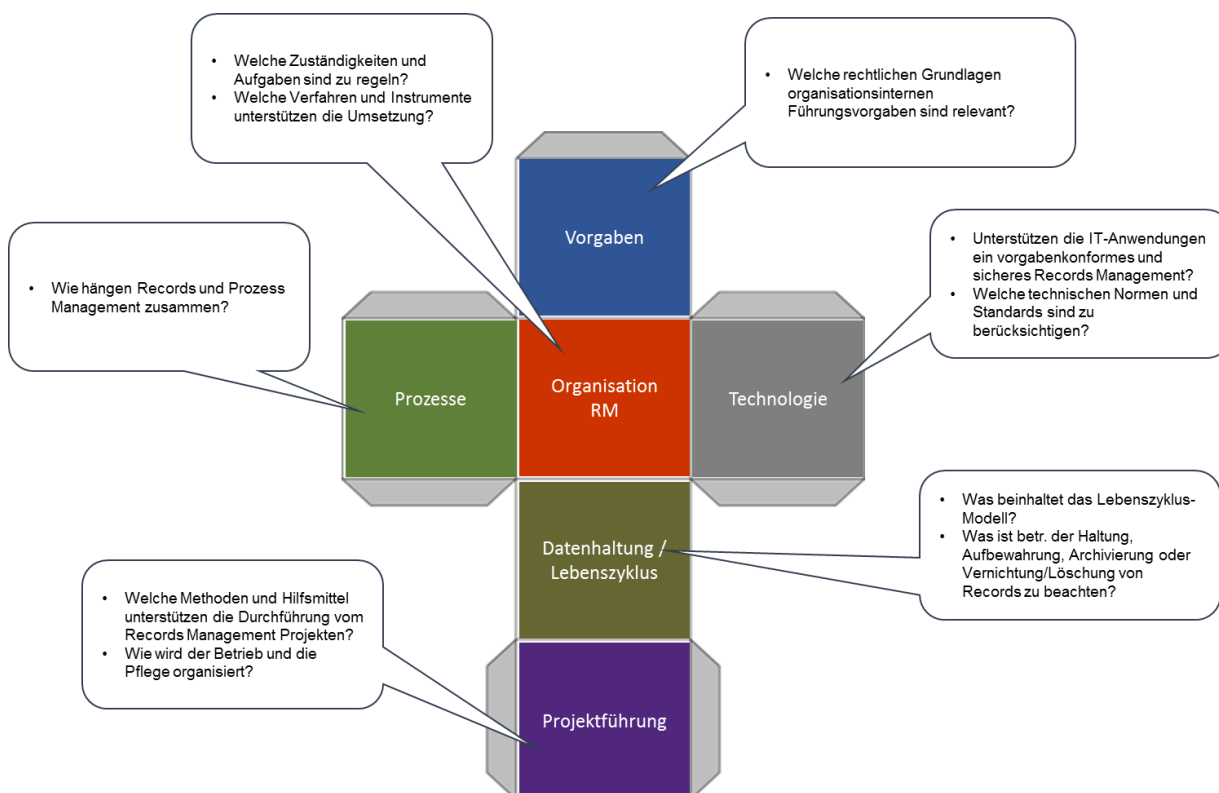 • Welche Zuständigkeiten und
Aufgaben sind zu regeln?
• Welche Verfahren und Instrumente
unterstützen die Umsetzung?
• Welche rechtlichen Grundlagen
organisationsinternen
Führungsvorgaben sind relevant?
Vorgaben
• Unterstützen die IT-Anwendungen
ein vorgabenkonformes und
sicheres Records Management?
• Welche technischen Normen und
Standards sind zu
berücksichtigen?
• Wie hängen Records und Prozess
Management zusammen?
Prozesse
Organisation
RM
Technologie
• Was beinhaltet das Lebenszyklus-
Modell?
• Was ist betr. der Haltung,
Aufbewahrung, Archivierung oder
Vernichtung/Löschung von
Records zu beachten?
Datenhaltung /
Lebenszyklus
• Welche Methoden und Hilfsmittel
unterstützen die Durchführung vom
Records Management Projekten?
• Wie wird der Betrieb und die
Pflege organisiert?
Projektführung